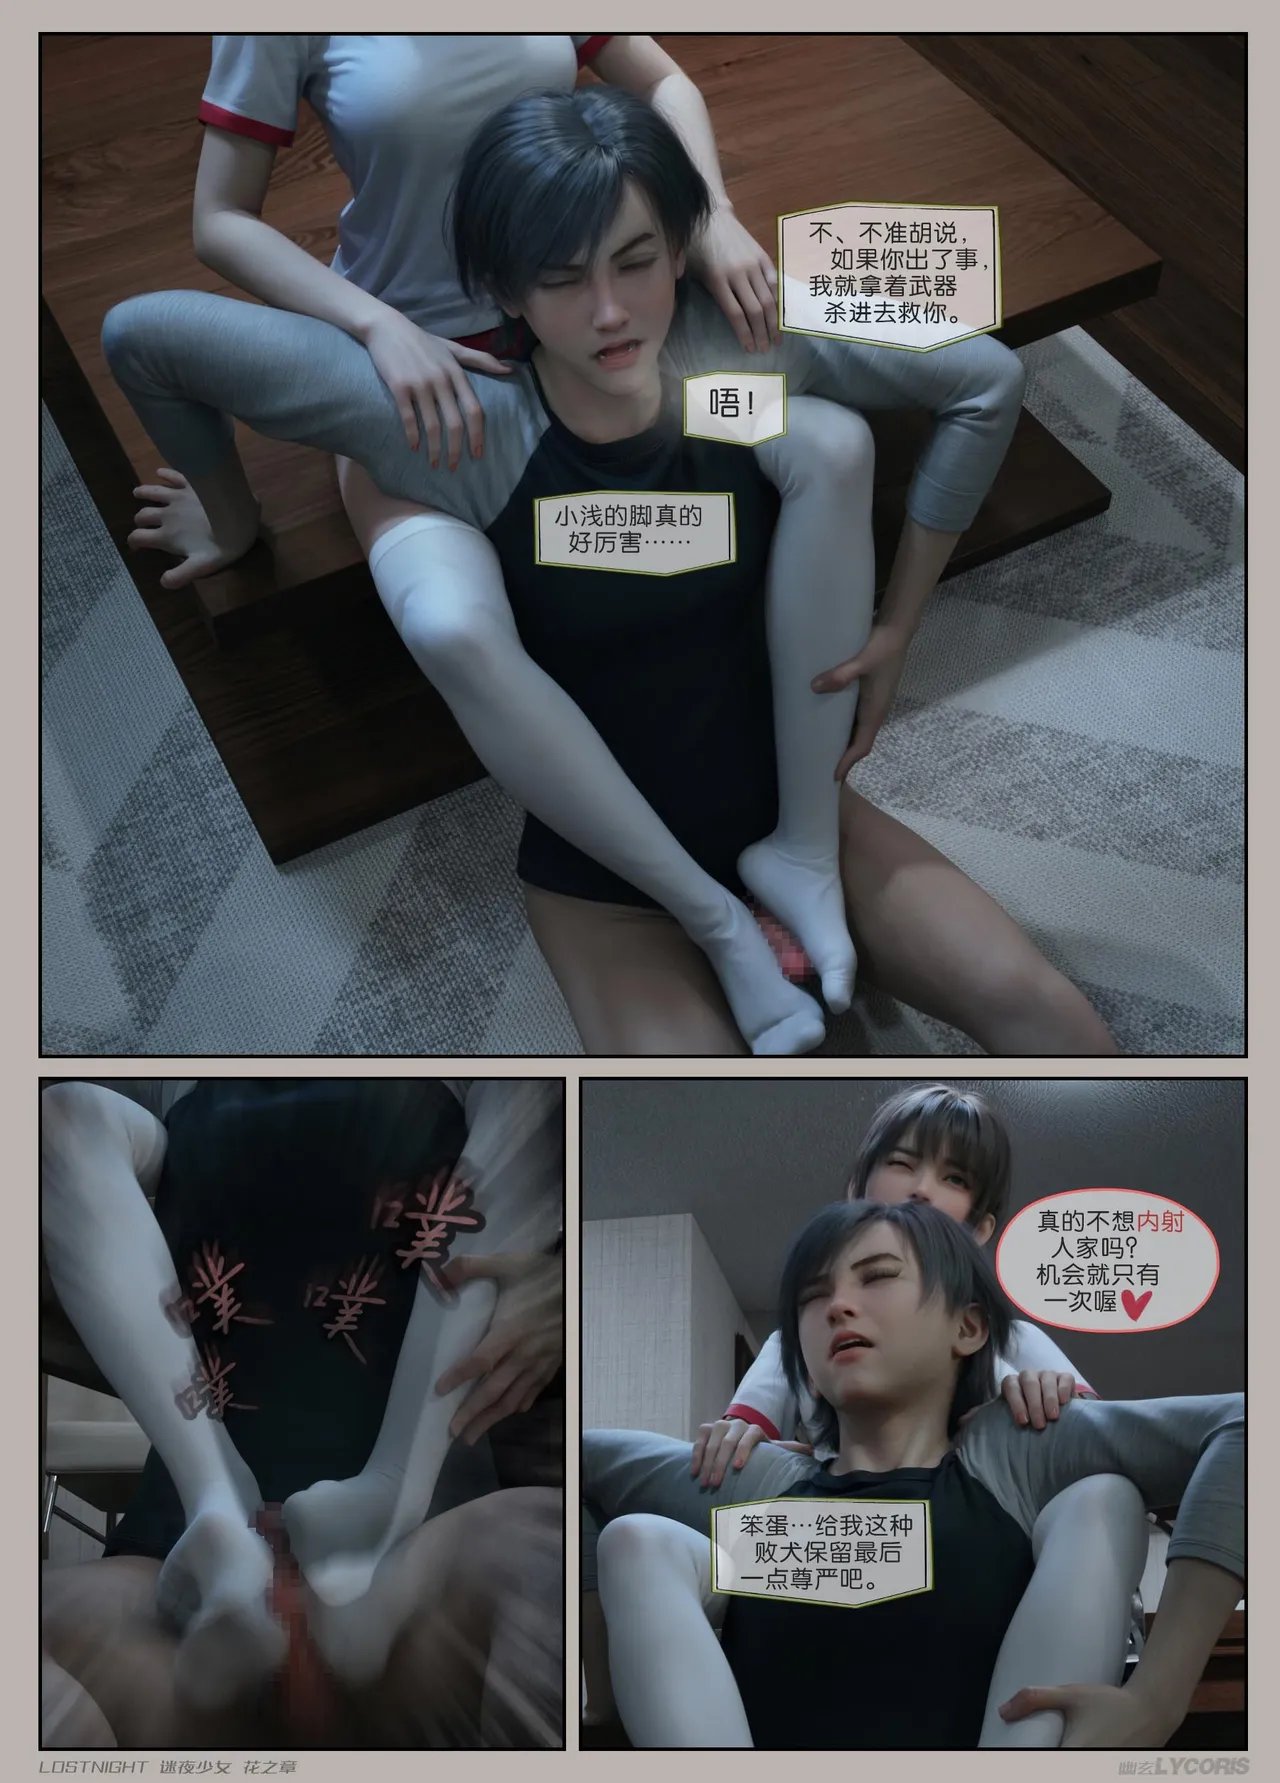 不、不准胡说，
如果你出了事，
我就拿着武器
杀进去救你。
唔！
小浅的脚真的
好厉害……
噗
噗
噗
噗
真的不想内射
人家吗？
机会就只有
一次喔
笨蛋…给我这种
败犬保留最后
一点尊严吧。
LOSTNIGHT 迷夜少女 花之章
幽玄LYCORIS